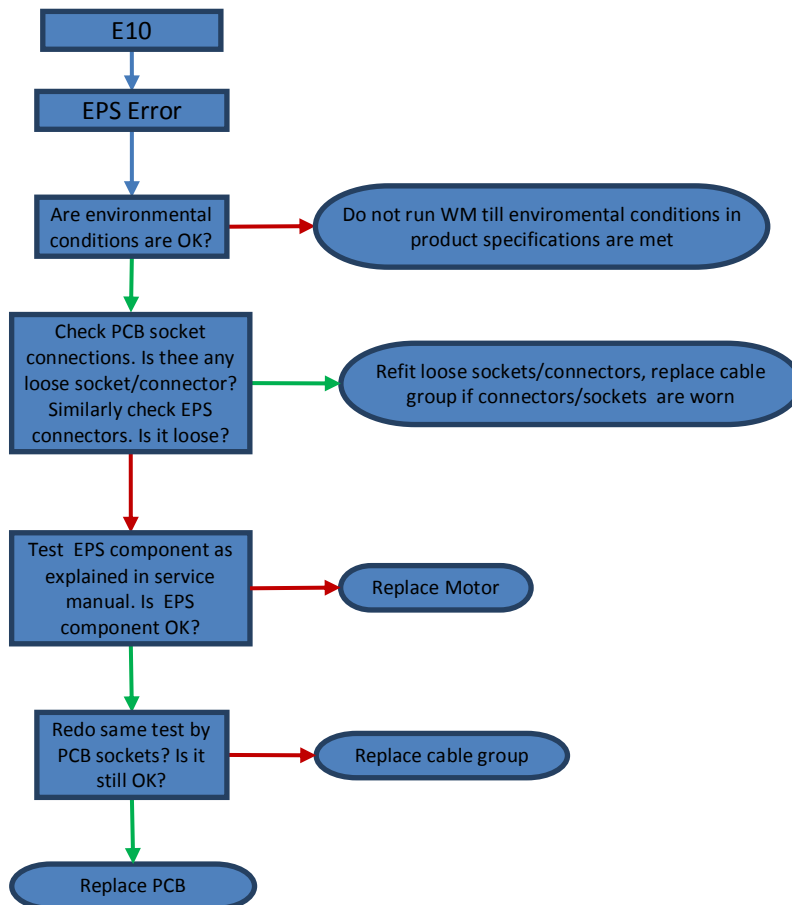 E10
EPS Error
Are environmental
conditions are OK?
Do not run WM till enviromental conditions in
product specifications are met
Check PCB socket
connections. Is thee any
loose socket/connector?
Similarly check EPS
connectors. Is it loose?
Refit loose sockets/connectors, replace cable
group if connectors/sockets are worn
Test EPS component as
explained in service
manual. Is EPS
component OK?
Replace Motor
Redo same test by
PCB sockets? Is it
still OK?
Replace cable group
Replace PCB